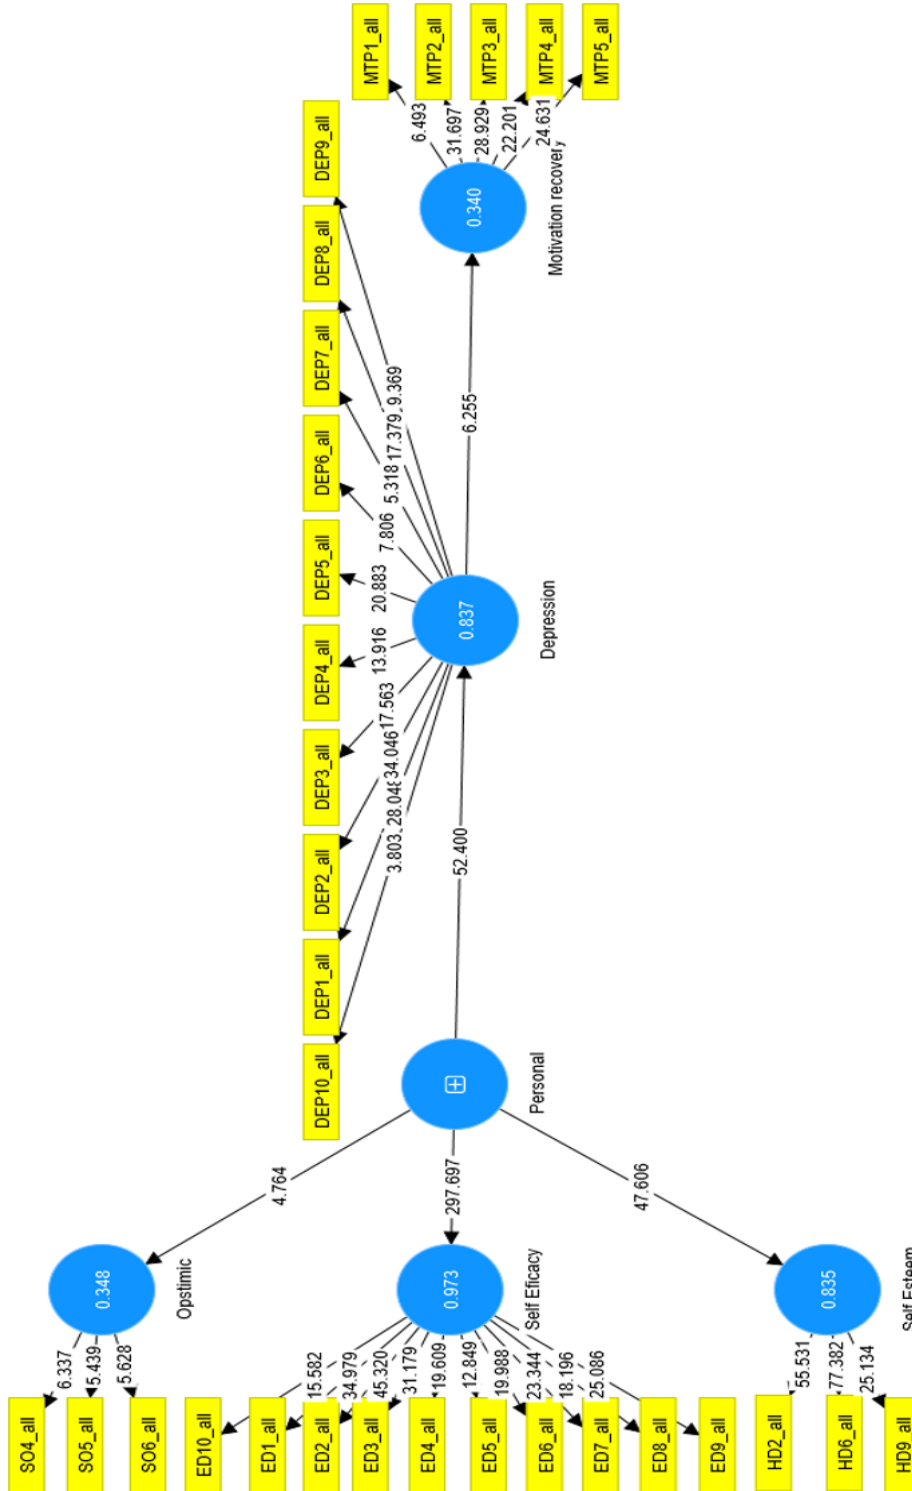 SO4_all
SO5_all
SO6_all
6.337
5.439
5.628
0.348
Opstimic
4.764
ED10_all
ED1_all
ED2_all
ED3_all
ED4_all
ED5_all
ED6_all
ED7_all
ED8_all
ED9_all
15.582
34.979
45.320
31.179
19.609
12.849
19.988
23.344
18.196
25.086
0.973
Self Eficacy
297.697
HD2_all
HD6_all
HD9_all
55.531
77.382
25.134
0.835
Self Esteem
47.606
Personal
52.400
DEP10_all
DEP1_all
DEP2_all
DEP3_all
DEP4_all
DEP5_all
DEP6_all
DEP7_all
DEP8_all
DEP9_all
3.803
28.048
34.046
17.563
13.916
20.883
7.806
5.318
17.379
9.369
0.837
Depression
6.255
0.340
Motivation recovery
6.493
31.697
28.929
22.201
24.631
MTP1_all
MTP2_all
MTP3_all
MTP4_all
MTP5_all